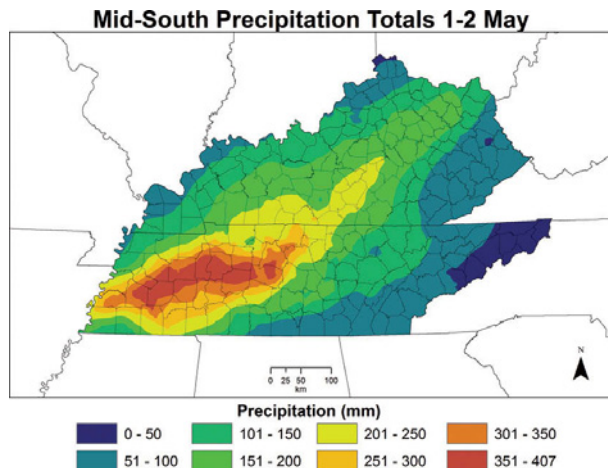 Mid-South Precipitation Totals 1-2 May
N
0 25 50 100
km
Precipitation (mm)
0 - 50 101 - 150 201 - 250 301 - 350
51 - 100 151 - 200 251 - 300 351 - 407